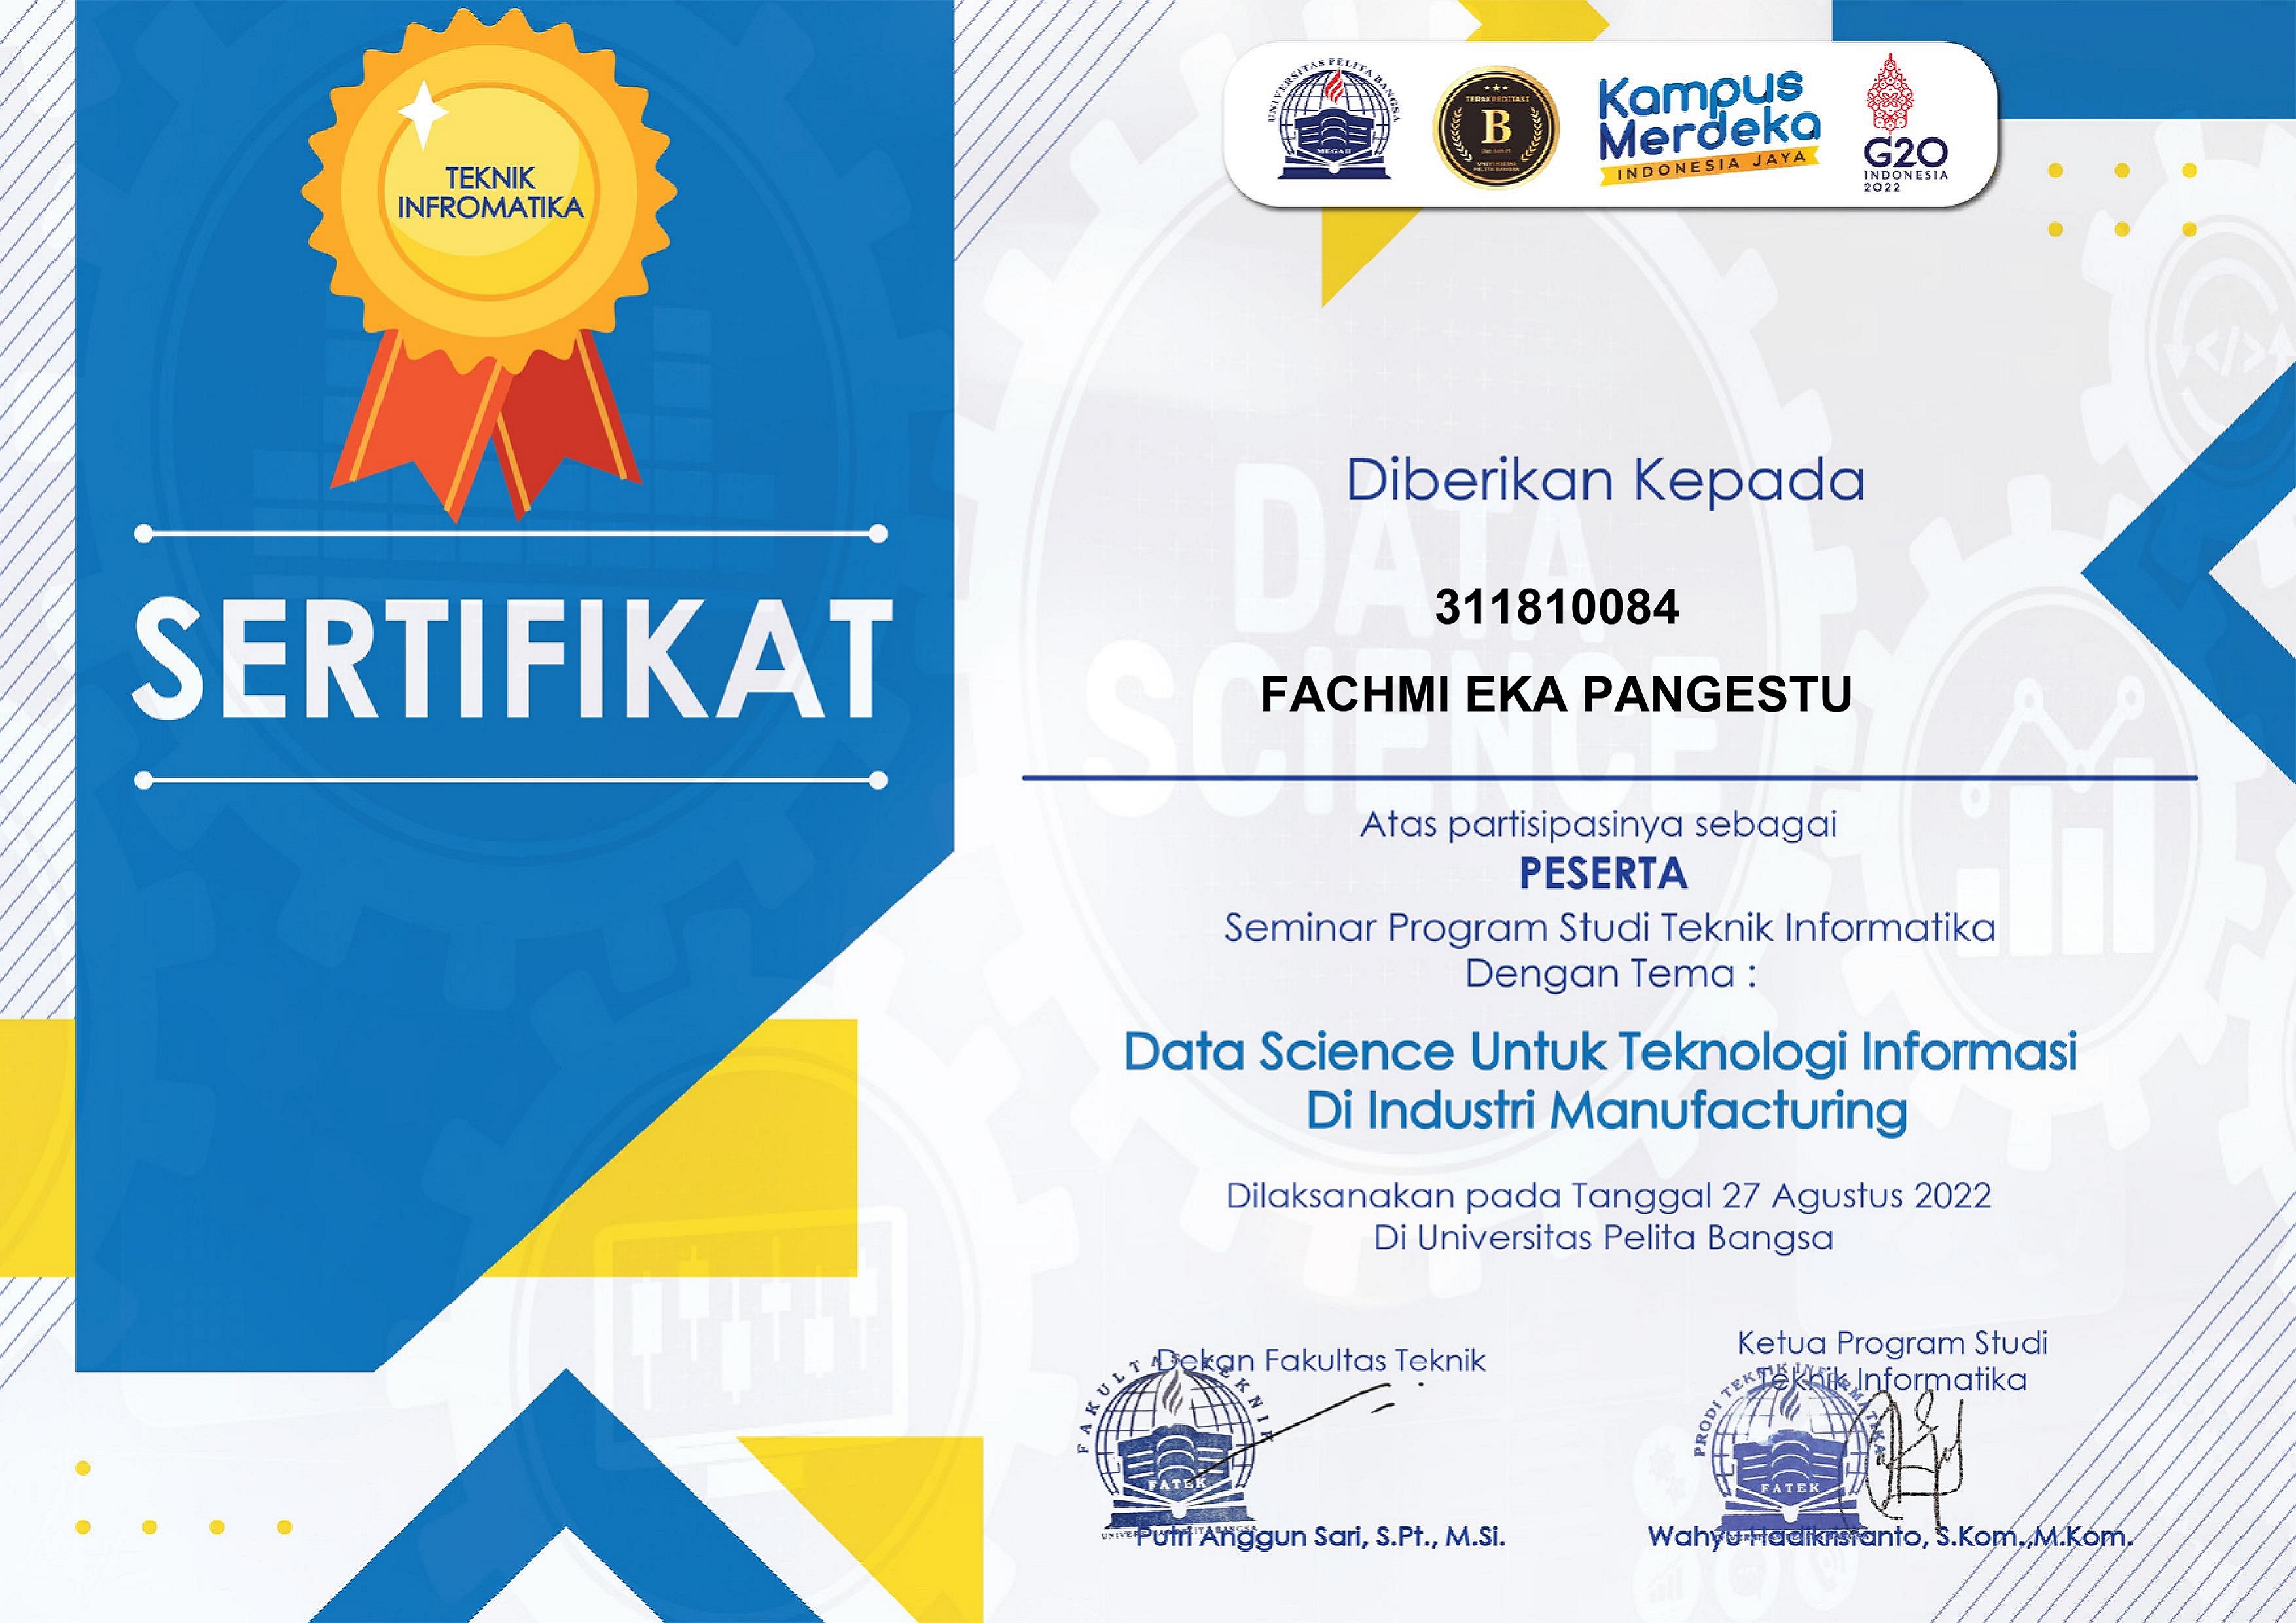 TEKNIK
INFROMATIKA
SERTIFIKAT
UNIVERSITAS PELITA BANGSA
MEGAH
TERAKREDITASI
B
UNIVERSITAS
PELITA BANGSA
Kampus
Merdeka
INDONESIA JAYA
G20
INDONESIA
2022
DATA
SCIENCE
</>
Diberikan Kepada
311810084
FACHMI EKA PANGESTU
Atas partisipasinya sebagai
PESERTA
Seminar Program Studi Teknik Informatika
Dengan Tema :
Data Science Untuk Teknologi Informasi
Di Industri Manufacturing
Dilaksanakan pada Tanggal 27 Agustus 2022
Di Universitas Pelita Bangsa
Dekan Fakultas Teknik
FAKULTAS TEKNIK
FATEK
UNIVERSITAS PELITA BANGSA
Putri Anggun Sari, S.Pt., M.Si.
Ketua Program Studi
Teknik Informatika
PRODI TEKNIK INFORMATIKA
FATEK
Wahyu Hadikristanto, S.Kom.,M.Kom.